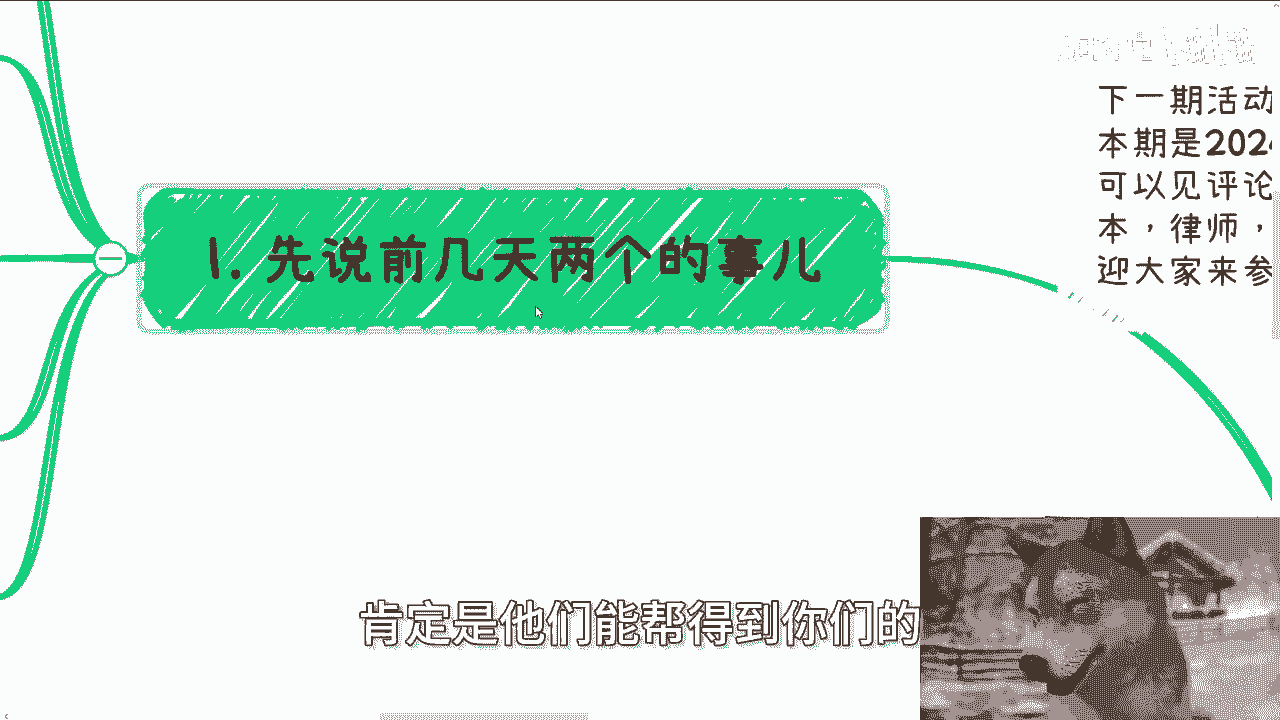 下一期活动
本期是202
可以见评论
本，律师，
迎大家来参
1. 先说前几天两个的事儿
肯定是他们能帮得到你们的